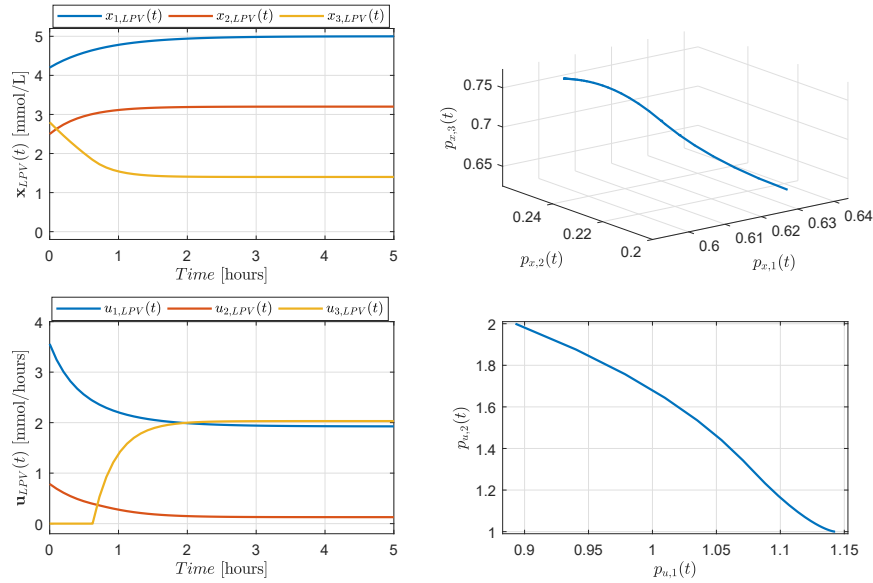 x1,LPV(t) x2,LPV(t) x3,LPV(t)
5
4
3
2
1
0
xLPV(t) [mmol/L]
0 1 2 3 4 5
Time [hours]
0.75
0.7
0.65
px,3(t)
0.24
0.22
0.2
px,2(t)
0.6 0.61 0.62 0.63 0.64
px,1(t)
u1,LPV(t) u2,LPV(t) u3,LPV(t)
4
3
2
1
0
uLPV(t) [mmol/hours]
0 1 2 3 4 5
Time [hours]
2
1.8
1.6
1.4
1.2
1
pu,2(t)
0.9 0.95 1 1.05 1.1 1.15
pu,1(t)